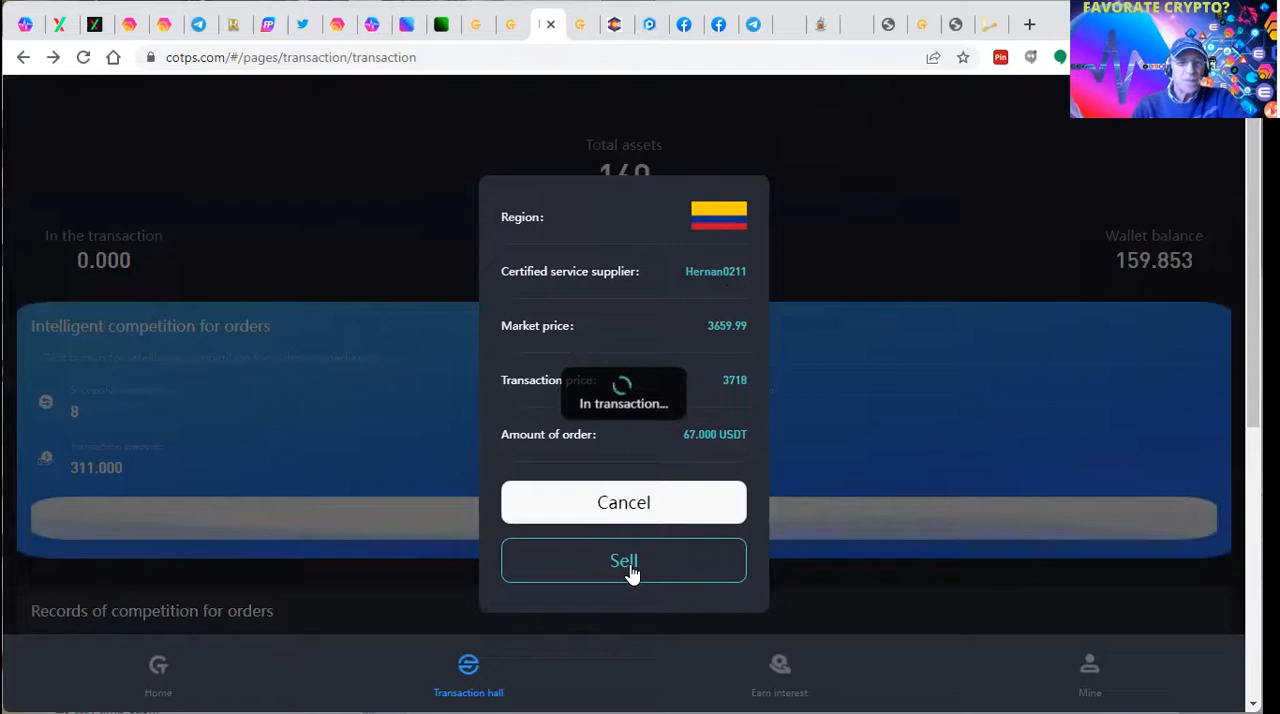 FAVORATE CRYPTO?
cotps.com/#/pages/transaction/transaction
Pin
Total assets
160
In the transaction
0.000
Wallet balance
159.853
Region:
Certified service supplier: Hernan0211
Market price: 3659.99
Transaction price: 3718
In transaction...
Amount of order: 67.000 USDT
Cancel
Sell
Intelligent competition for orders
8
311.000
Records of competition for orders
Home
Transaction hall
Earn interest
Mine